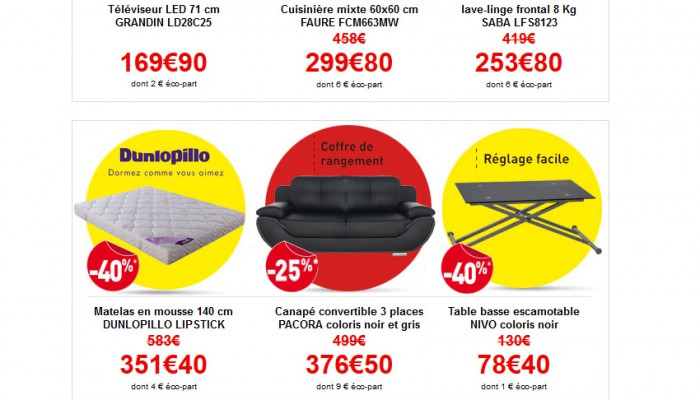 Téléviseur LED 71 cm
GRANDIN LD28C25
169€90
dont 2 € éco-part
Cuisinière mixte 60x60 cm
FAURE FCM663MW
458€
299€80
dont 6 € éco-part
lave-linge frontal 8 Kg
SABA LFS8123
419€
253€80
dont 6 € éco-part
Dunlopillo
Dormez comme vous aimez
-40%*
Matelas en mousse 140 cm
DUNLOPILLO LIPSTICK
583€
351€40
dont 4 € éco-part
Coffre de
rangement
-25%*
Canapé convertible 3 places
PACORA coloris noir et gris
499€
376€50
dont 9 € éco-part
Réglage facile
-40%*
Table basse escamotable
NIVO coloris noir
130€
78€40
dont 1 € éco-part